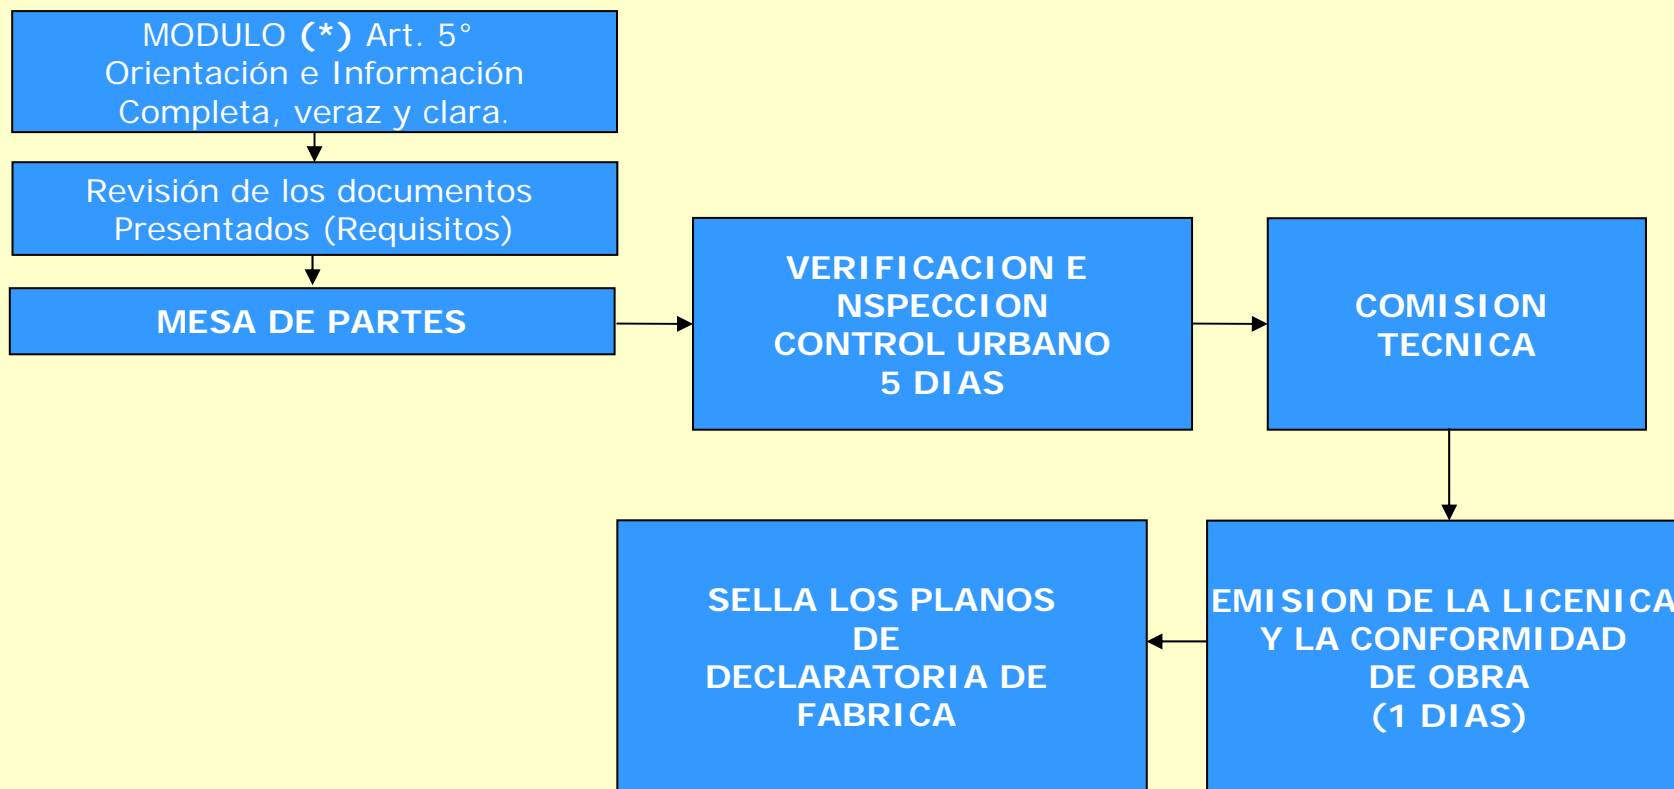 MODULO (*) Art. 5°
Orientación e Información
Completa, veraz y clara.
Revisión de los documentos
Presentados (Requisitos)
MESA DE PARTES
VERIFICACION E
NSPECCION
CONTROL URBANO
5 DIAS
COMISION
TECNICA
SELLA LOS PLANOS
DE
DECLARATORIA DE
FABRICA
EMISION DE LA LICENICA
Y LA CONFORMIDAD
DE OBRA
(1 DIAS)